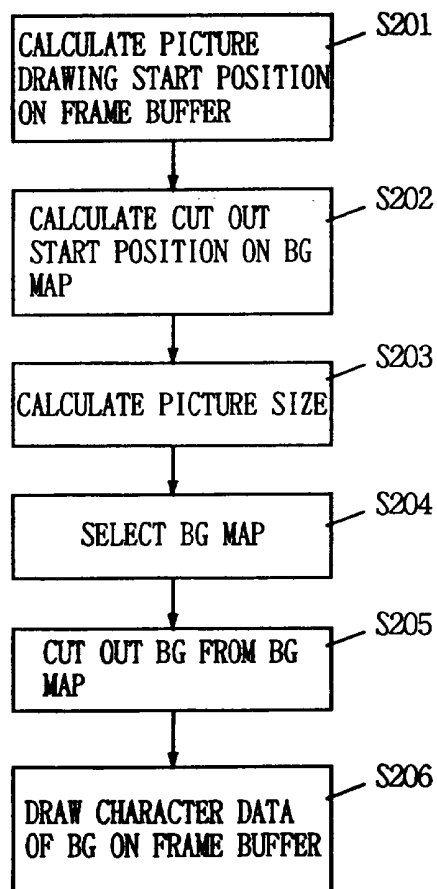 S201
CALCULATE PICTURE
DRAWING START POSITION
ON FRAME BUFFER
S202
CALCULATE CUT OUT
START POSITION ON BG
MAP
S203
CALCULATE PICTURE SIZE
S204
SELECT BG MAP
S205
CUT OUT BG FROM BG
MAP
S206
DRAW CHARACTER DATA
OF BG ON FRAME BUFFER